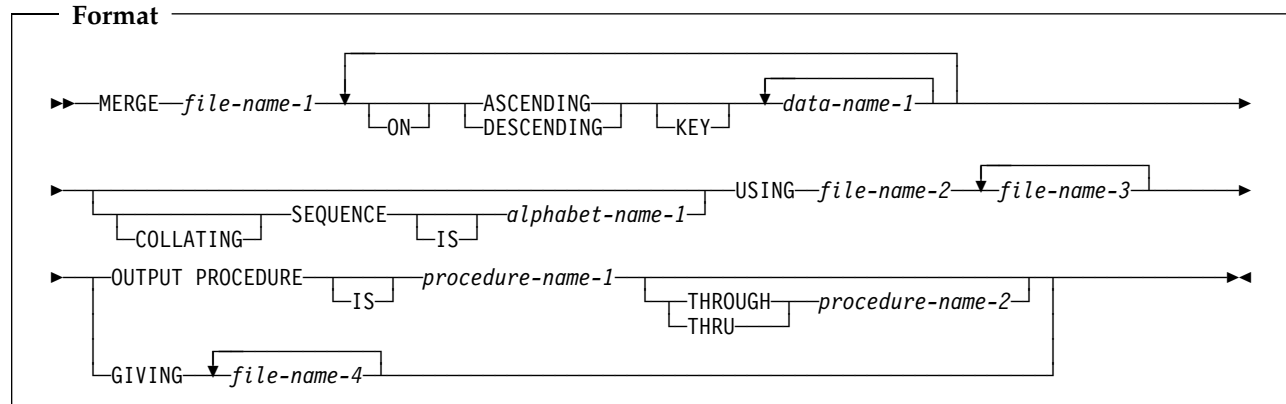 Format
MERGE file-name-1 ON ASCENDING KEY data-name-1
DESCENDING
COLLATING SEQUENCE IS alphabet-name-1 USING file-name-2 file-name-3
OUTPUT PROCEDURE IS procedure-name-1 THROUGH procedure-name-2
THRU
GIVING file-name-4